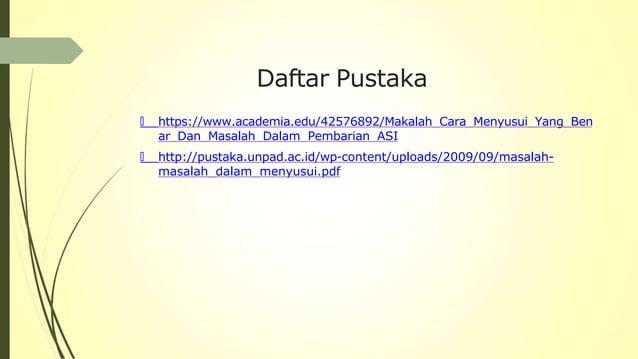 Daftar Pustaka
https://www.academia.edu/42576892/Makalah_Cara_Menyusui_Yang_Ben
ar_Dan_Masalah_Dalam_Pembarian_ASI
http://pustaka.unpad.ac.id/wp-content/uploads/2009/09/masalah-
masalah_dalam_menyusui.pdf